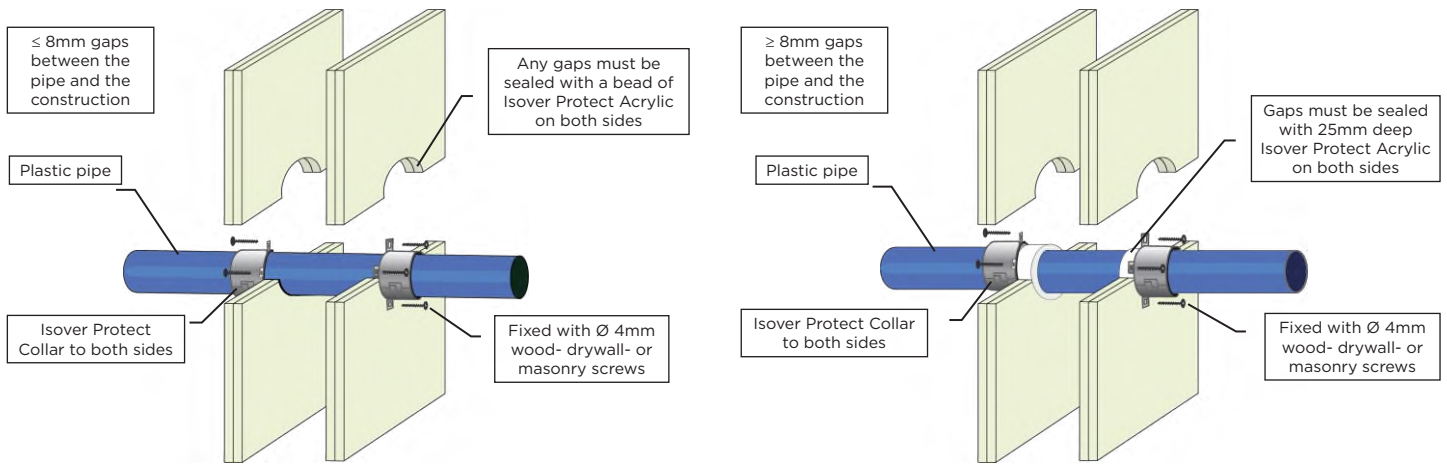 ≤ 8mm gaps
between the
pipe and the
construction
Any gaps must be
sealed with a bead of
Isover Protect Acrylic
on both sides
Plastic pipe
Isover Protect
Collar to both sides
Fixed with Ø 4mm
wood- drywall- or
masonry screws
≥ 8mm gaps
between the
pipe and the
construction
Gaps must be sealed
with 25mm deep
Isover Protect Acrylic
on both sides
Plastic pipe
Isover Protect Collar
to both sides
Fixed with Ø 4mm
wood- drywall- or
masonry screws